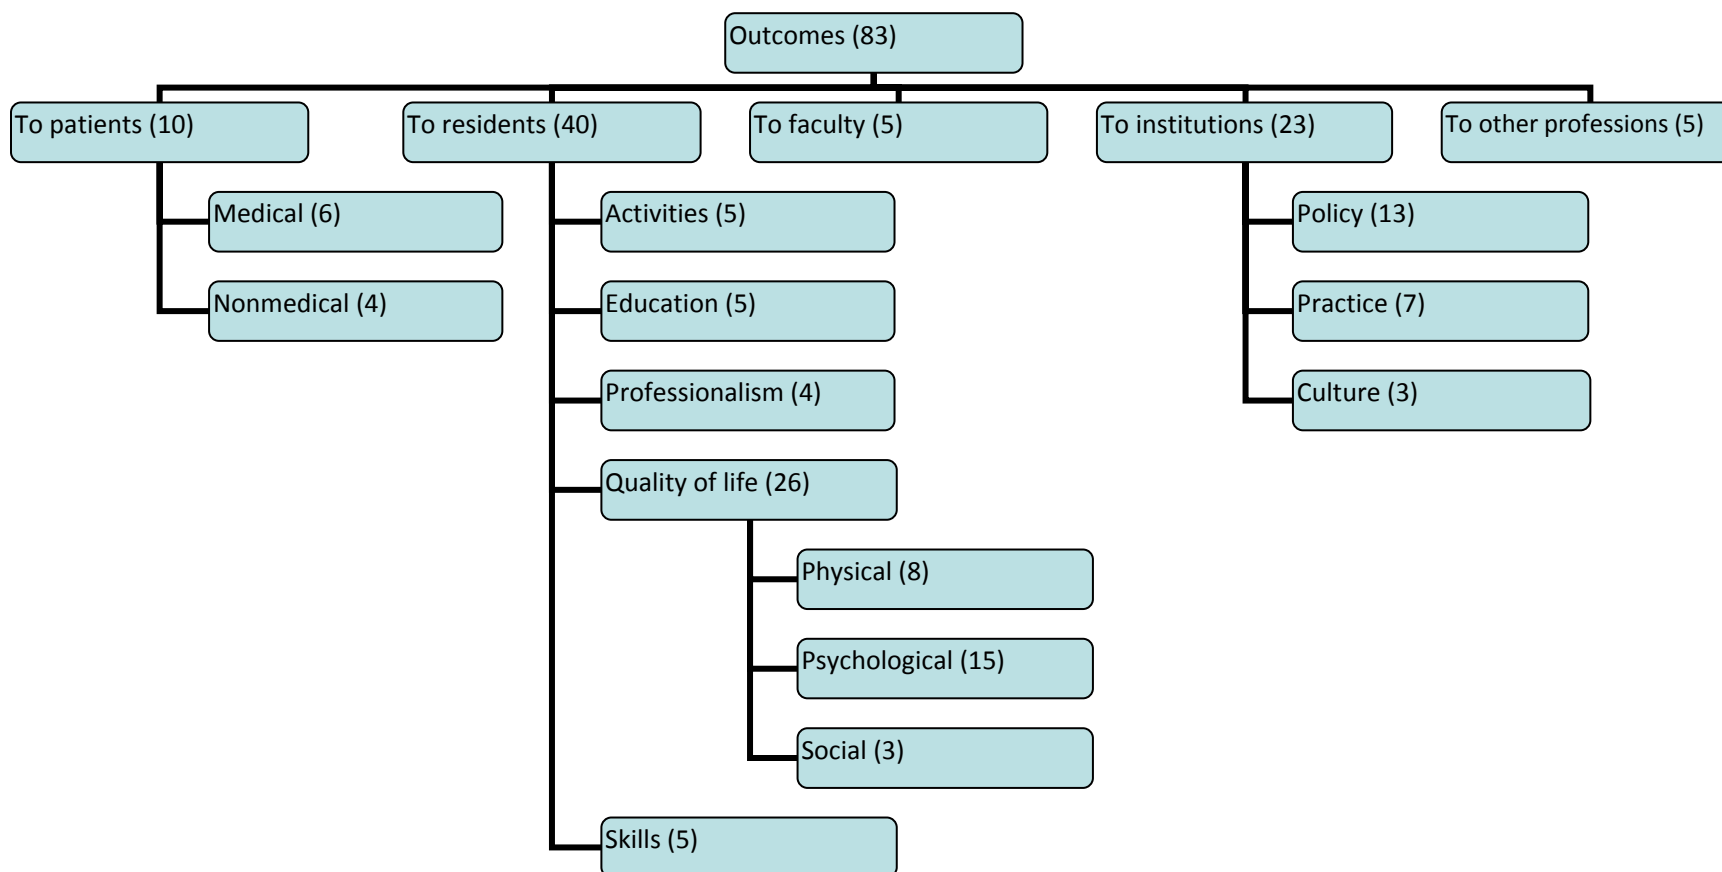 Outcomes (83)
To patients (10)
To residents (40)
To faculty (5)
To institutions (23)
To other professions (5)
Medical (6)
Nonmedical (4)
Activities (5)
Education (5)
Professionalism (4)
Quality of life (26)
Physical (8)
Psychological (15)
Social (3)
Skills (5)
Policy (13)
Practice (7)
Culture (3)